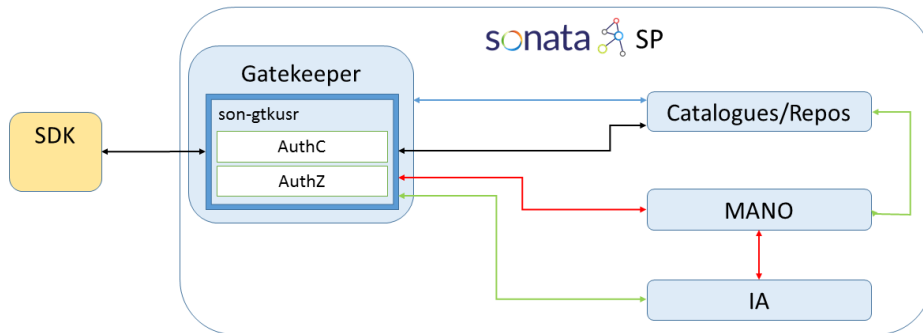 sonata SP
Gatekeeper
son-gtkusr
AuthC
AuthZ
SDK
Catalogues/Repos
MANO
IA